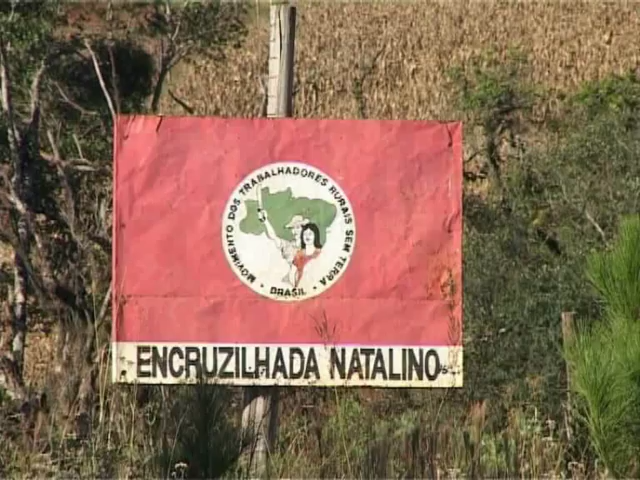 MOVIMENTO DOS TRABALHADORES RURAIS SEM TERRA
· BRASIL ·
ENCRUZILHADA NATALINO